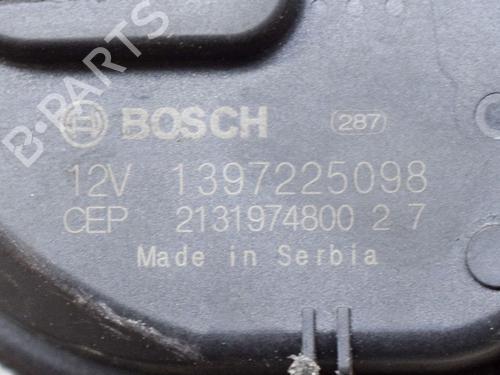 B-PARTS
BOSCH 287
12V 1397225098
CEP 2131974800 2 7
Made in Serbia